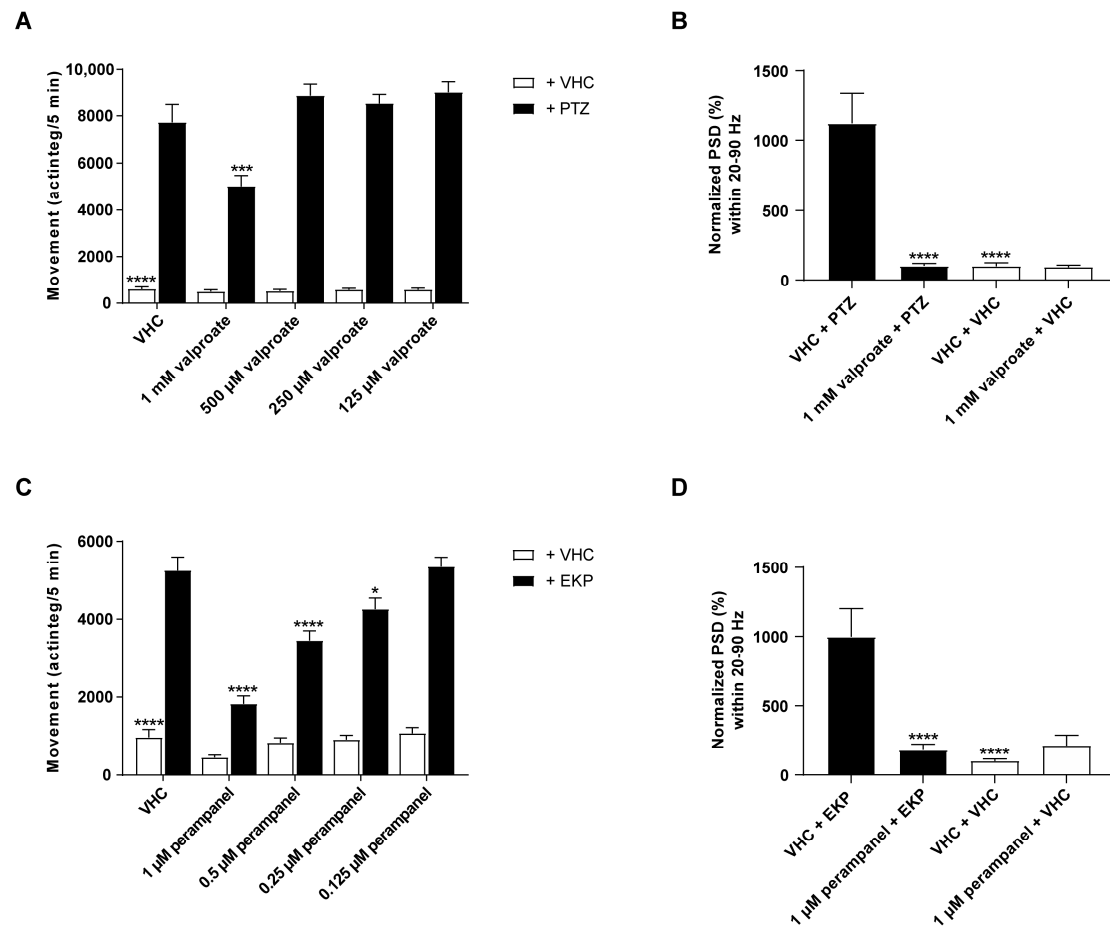 A
Movement (actinteg/5 min)
10,000
8000
6000
4000
2000
0
****
***
VHC
1 mM valproate
500 µM valproate
250 µM valproate
125 µM valproate
+ VHC
+ PTZ
B
Normalized PSD (%)
within 20-90 Hz
1500
1000
500
0
****
****
VHC + PTZ
1 mM valproate + PTZ
VHC + VHC
1 mM valproate + VHC
C
Movement (actinteg/5 min)
6000
4000
2000
0
****
****
****
*
VHC
1 µM perampanel
0.5 µM perampanel
0.25 µM perampanel
0.125 µM perampanel
+ VHC
+ EKP
D
Normalized PSD (%)
within 20-90 Hz
1500
1000
500
0
****
****
VHC + EKP
1 µM perampanel + EKP
VHC + VHC
1 µM perampanel + VHC